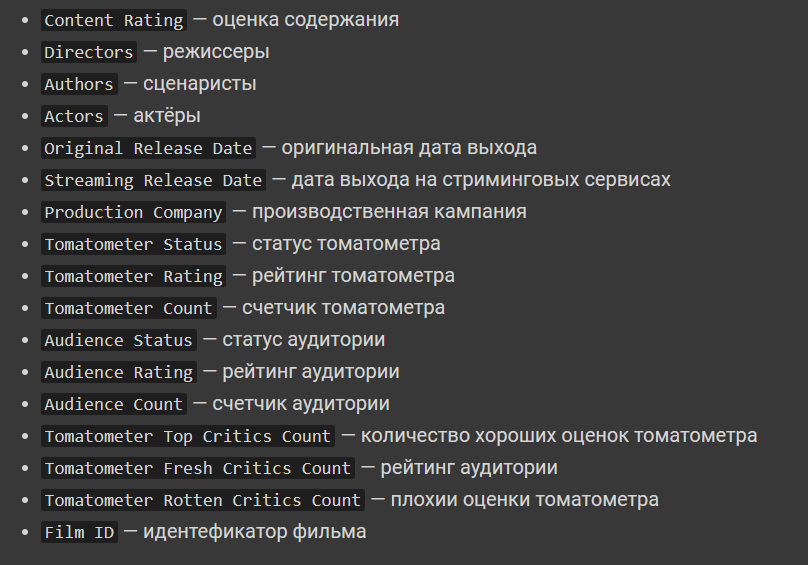 Content Rating — оценка содержания
Directors — режиссеры
Authors — сценаристы
Actors — актёры
Original Release Date — оригинальная дата выхода
Streaming Release Date — дата выхода на стриминговых сервисах
Production Company — производственная кампания
Tomatometer Status — статус томатометра
Tomatometer Rating — рейтинг томатометра
Tomatometer Count — счетчик томатометра
Audience Status — статус аудитории
Audience Rating — рейтинг аудитории
Audience Count — счетчик аудитории
Tomatometer Top Critics Count — количество хороших оценок томатометра
Tomatometer Fresh Critics Count — рейтинг аудитории
Tomatometer Rotten Critics Count — плохии оценки томатометра
Film ID — идентефикатор фильма